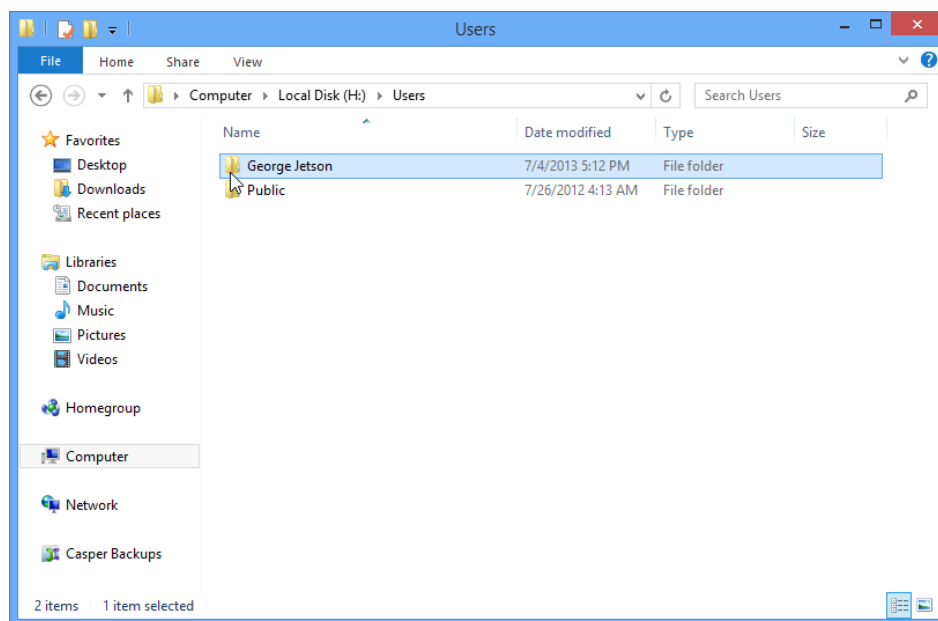 Users
File Home Share View
Computer Local Disk (H:) Users Search Users
Name Date modified Type Size
Favorites
Desktop
Downloads
Recent places
Libraries
Documents
Music
Pictures
Videos
Homegroup
Computer
Network
Casper Backups
George Jetson 7/4/2013 5:12 PM File folder
Public 7/26/2012 4:13 AM File folder
2 items 1 item selected